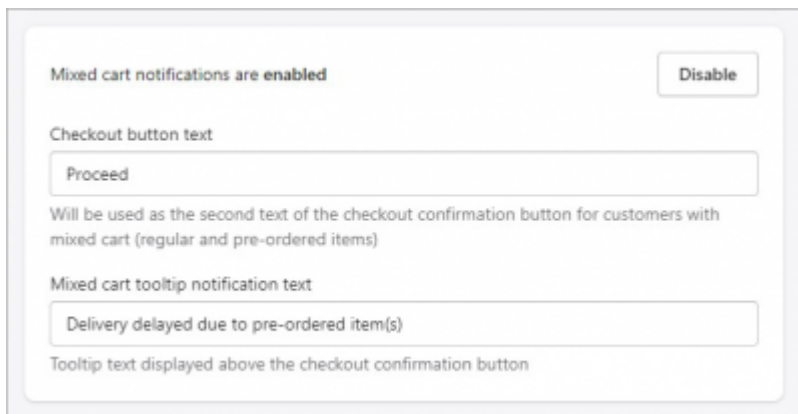 Mixed cart notifications are enabled
Disable
Checkout button text
Proceed
Will be used as the second text of the checkout confirmation button for customers with
mixed cart (regular and pre-ordered items)
Mixed cart tooltip notification text
Delivery delayed due to pre-ordered item(s)
Tooltip text displayed above the checkout confirmation button